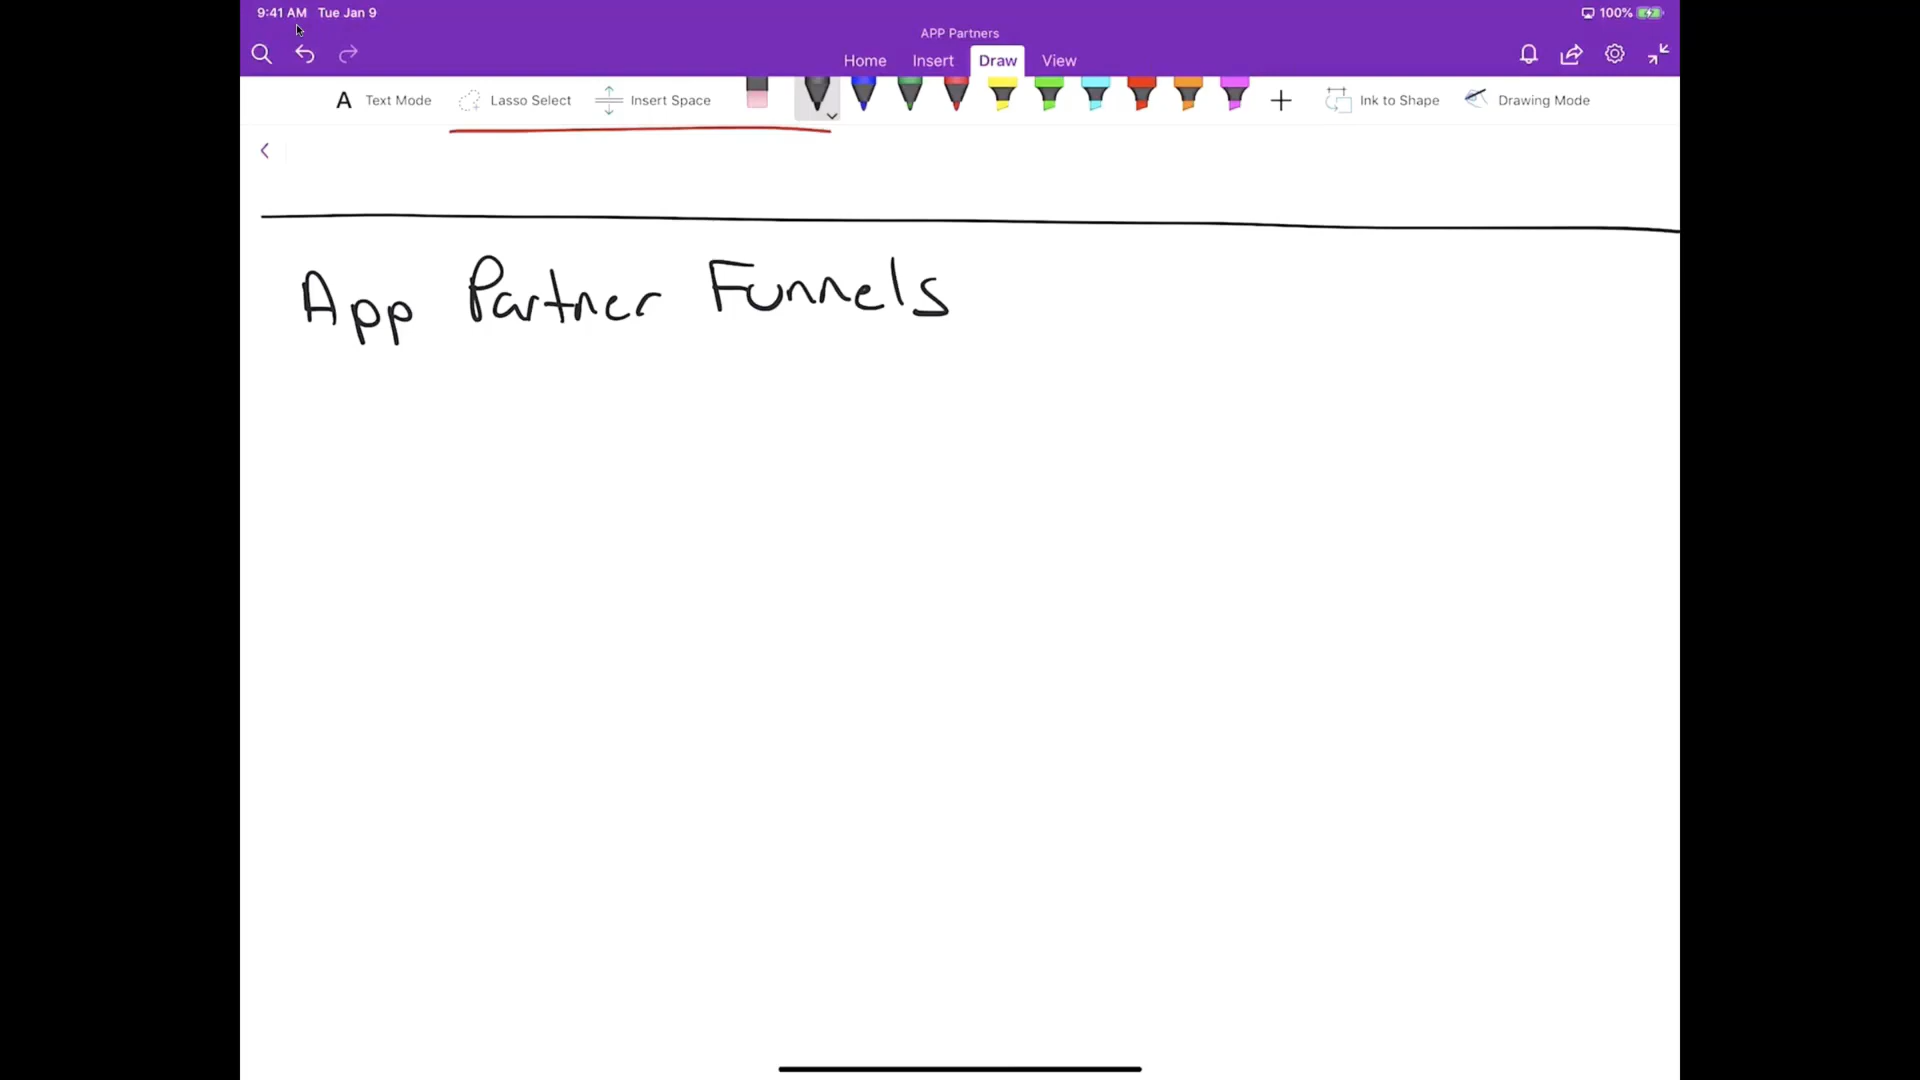 9:41 AM Tue Jan 9
100%
APP Partners
Home Insert Draw View
A Text Mode Lasso Select Insert Space Ink to Shape Drawing Mode
App Partner Funnels